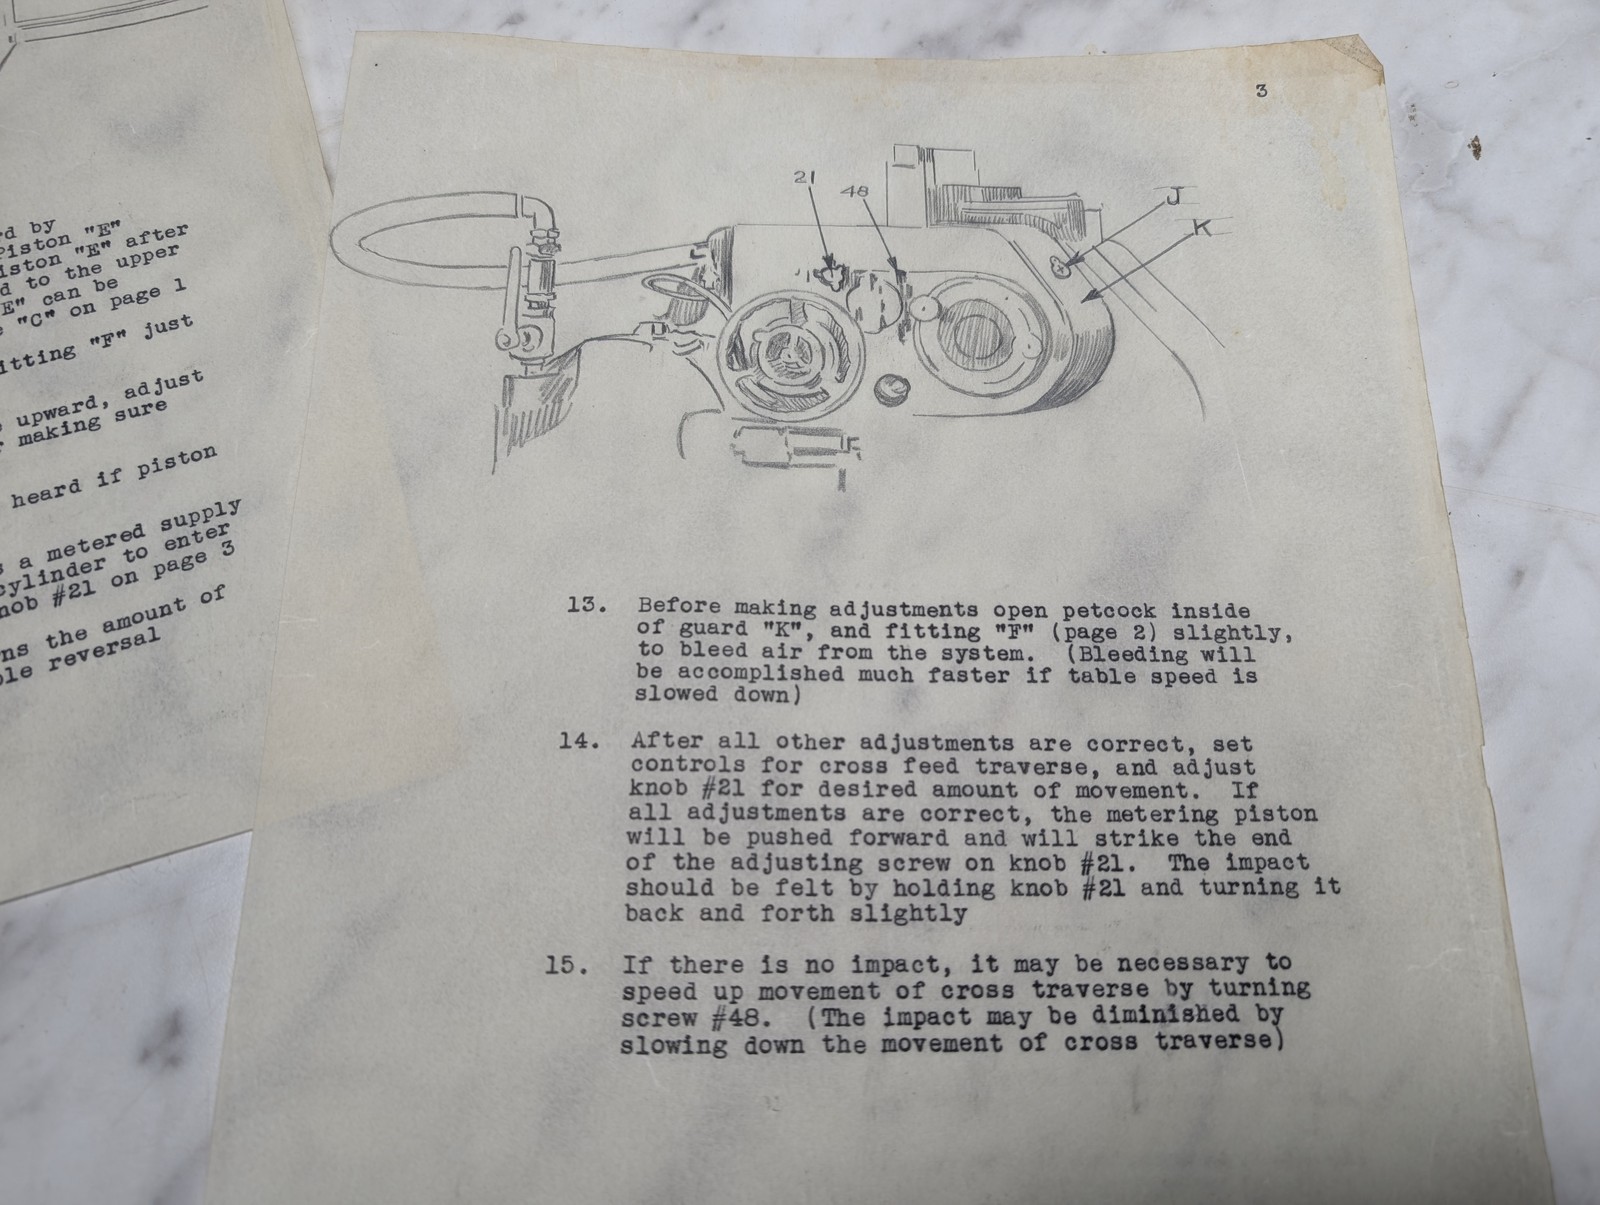 rd by
Piston "E"
iston "E" after
d to the upper
E" can be
"C" on page 1
itting "F" just
upward, adjust
making sure
heard if piston
s a metered supply
cylinder to enter
nob #21 on page 3
ns the amount of
ole reversal
3
21
48
J
K
13. Before making adjustments open petcock inside
of guard "K", and fitting "F" (page 2) slightly,
to bleed air from the system. (Bleeding will
be accomplished much faster if table speed is
slowed down)
14. After all other adjustments are correct, set
controls for cross feed traverse, and adjust
knob #21 for desired amount of movement. If
all adjustments are correct, the metering piston
will be pushed forward and will strike the end
of the adjusting screw on knob #21. The impact
should be felt by holding knob #21 and turning it
back and forth slightly
15. If there is no impact, it may be necessary to
speed up movement of cross traverse by turning
screw #48. (The impact may be diminished by
slowing down the movement of cross traverse)